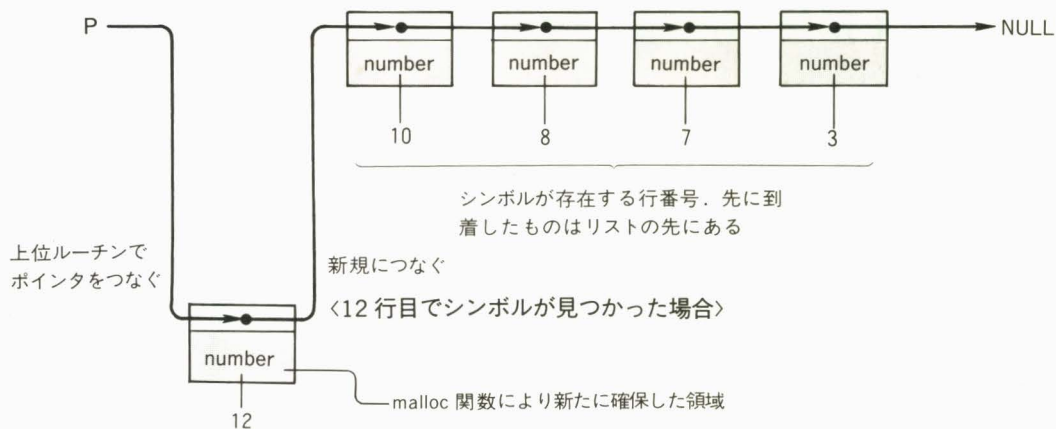 P
NULL
number
number
number
number
10
8
7
3
シンボルが存在する行番号．先に到
着したものはリストの先にある
上位ルーチンで
ポインタをつなぐ
新規につなぐ
〈12 行目でシンボルが見つかった場合〉
number
malloc 関数により新たに確保した領域
12